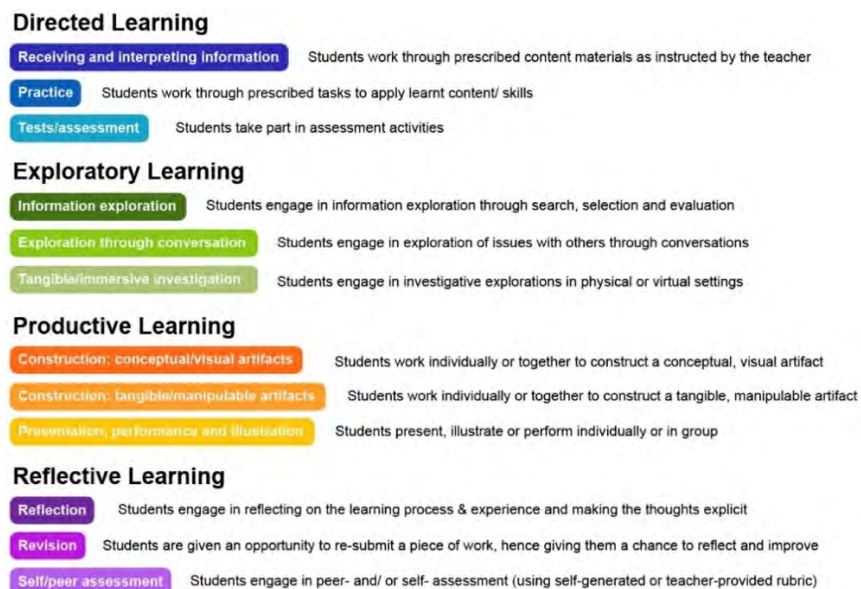 Directed Learning
Receiving and interpreting information Students work through prescribed content materials as instructed by the teacher
Practice Students work through prescribed tasks to apply learnt content/ skills
Tests/assessment Students take part in assessment activities
Exploratory Learning
Information exploration Students engage in information exploration through search, selection and evaluation
Exploration through conversation Students engage in exploration of issues with others through conversations
Tangible/immersive investigation Students engage in investigative explorations in physical or virtual settings
Productive Learning
Construction: conceptual/visual artifacts Students work individually or together to construct a conceptual, visual artifact
Construction: tangible/manipulable artifacts Students work individually or together to construct a tangible, manipulable artifact
Presentation, performance and illustration Students present, illustrate or perform individually or in group
Reflective Learning
Reflection Students engage in reflecting on the learning process & experience and making the thoughts explicit
Revision Students are given an opportunity to re-submit a piece of work, hence giving them a chance to reflect and improve
Self/peer assessment Students engage in peer- and/ or self- assessment (using self-generated or teacher-provided rubric)